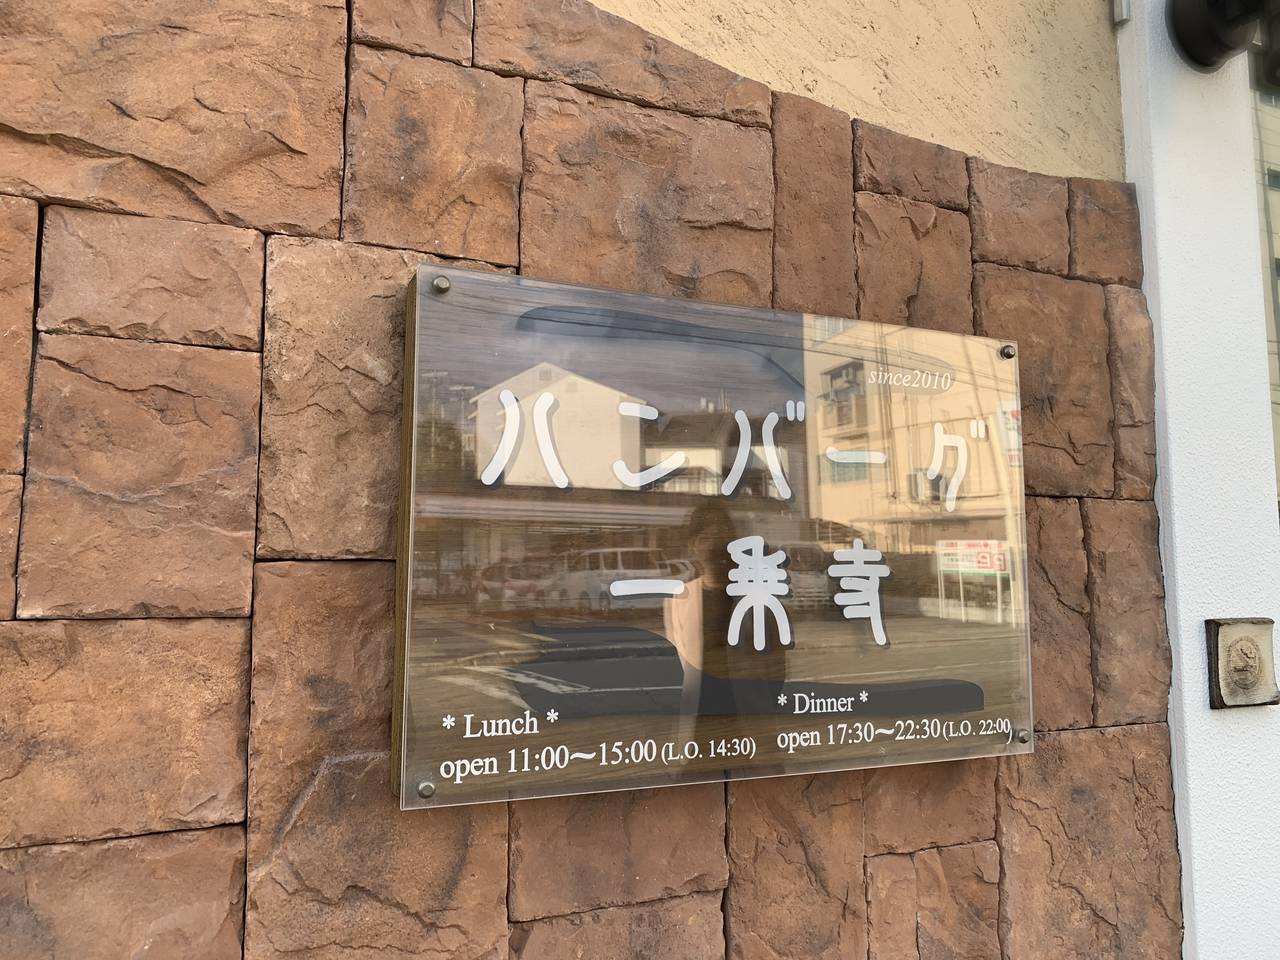 since2010
ハンバーグ
一乗寺
* Lunch *
open 11:00～15:00 (L.O. 14:30)
* Dinner *
open 17:30～22:30 (L.O. 22:00)